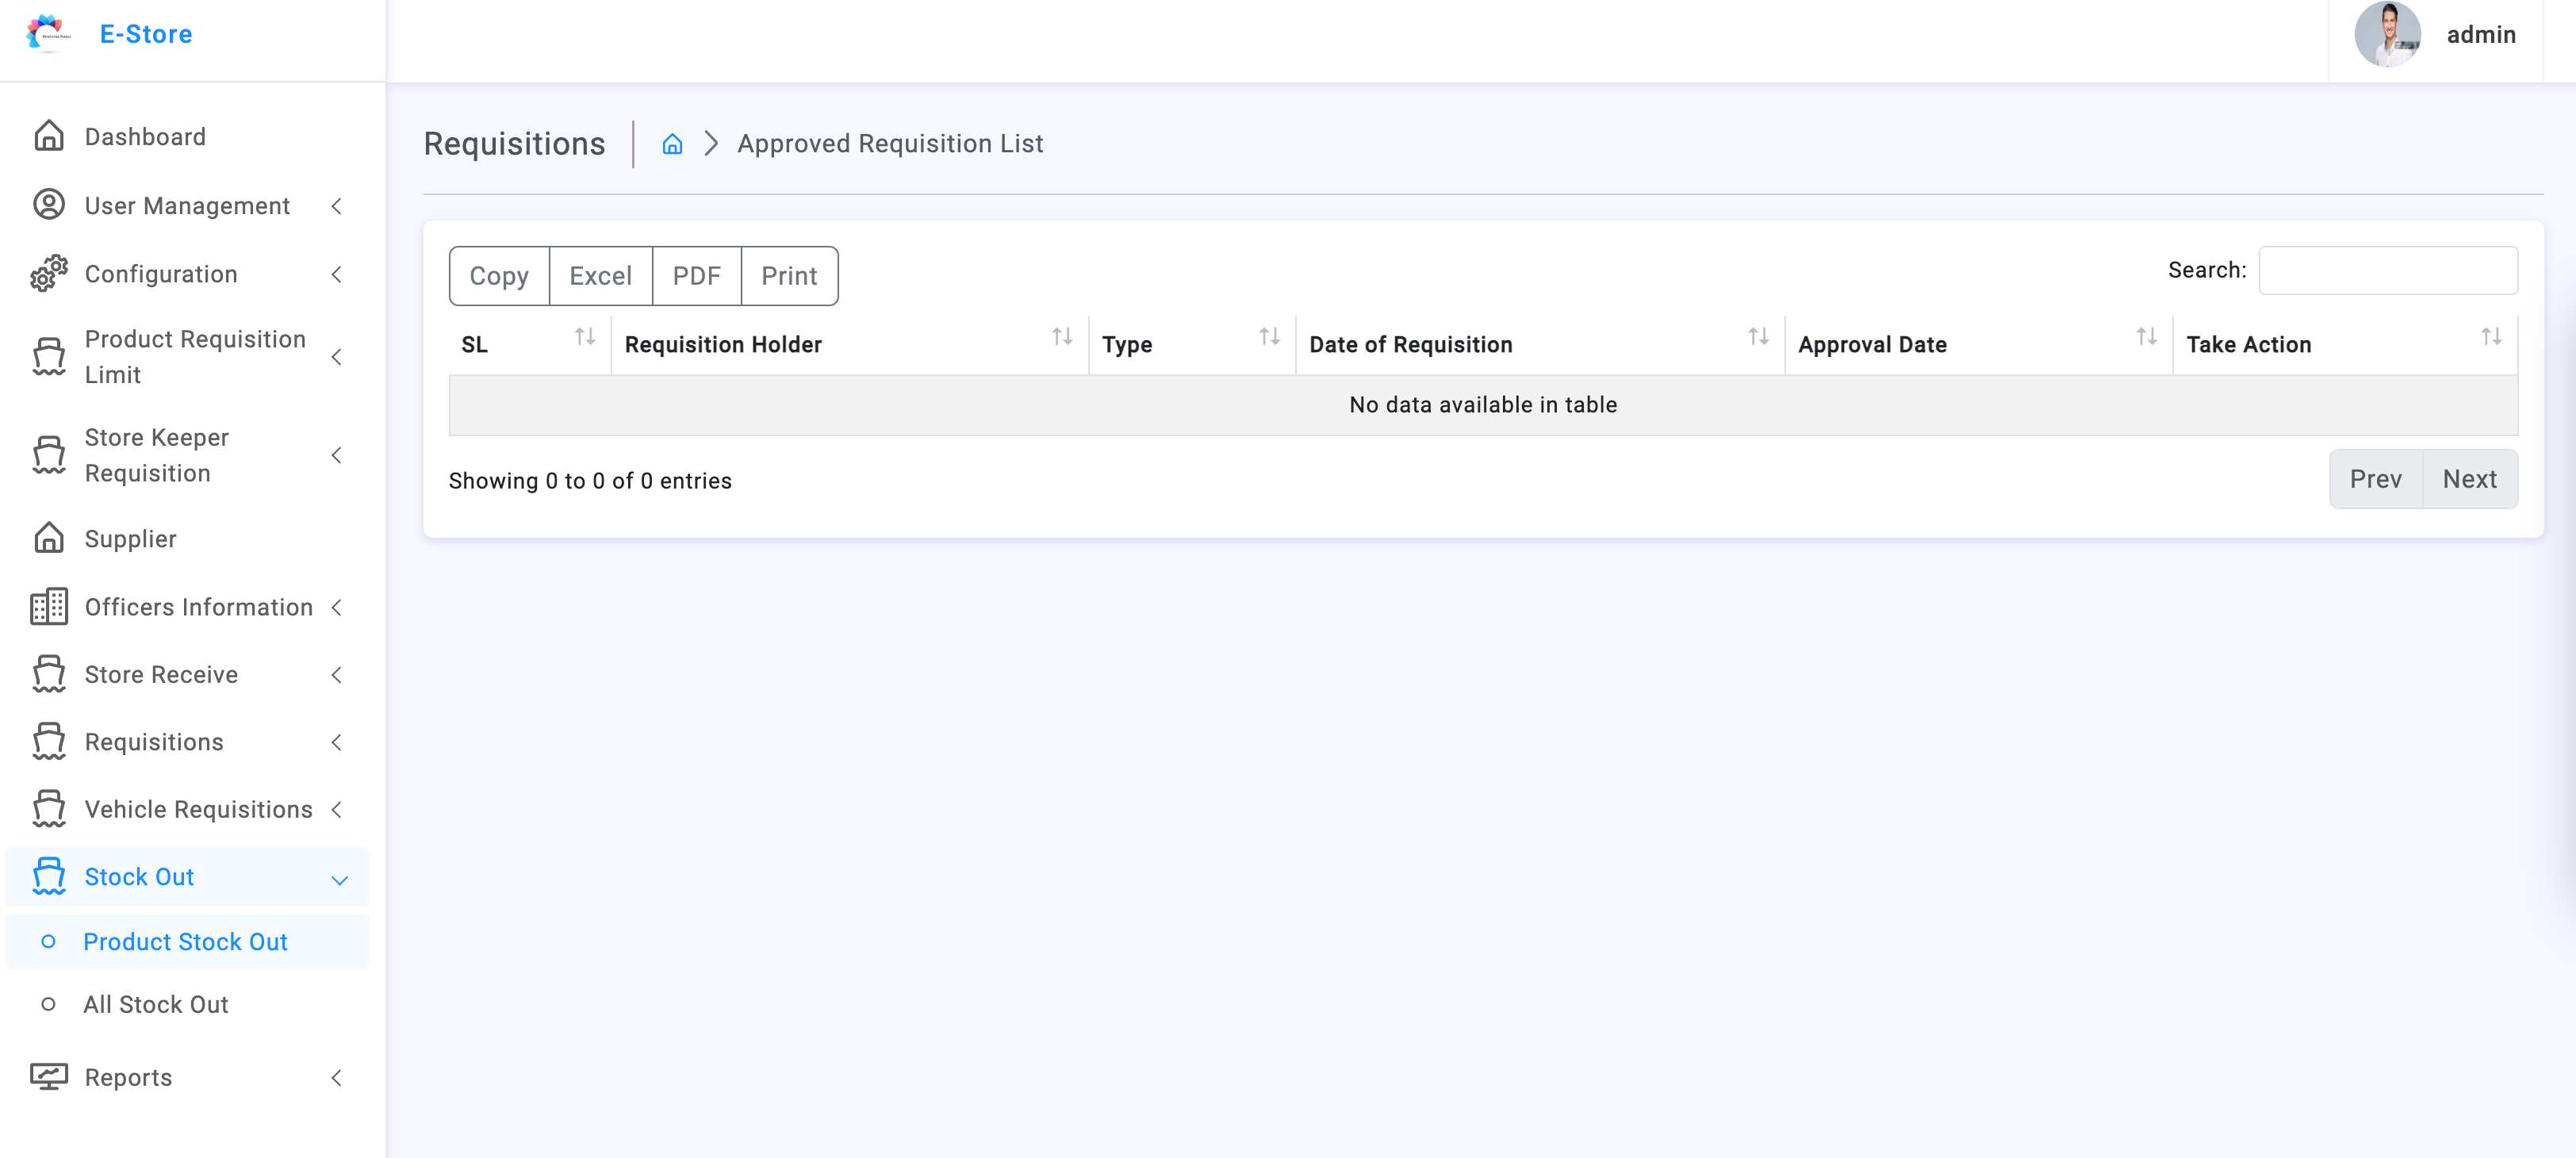 E-Store
admin
Dashboard
User Management
Configuration
Product Requisition
Limit
Store Keeper
Requisition
Supplier
Officers Information
Store Receive
Requisitions
Vehicle Requisitions
Stock Out
Product Stock Out
All Stock Out
Reports
Requisitions
Approved Requisition List
Copy Excel PDF Print
Search:
SL Requisition Holder Type Date of Requisition Approval Date Take Action
No data available in table
Showing 0 to 0 of 0 entries
Prev Next